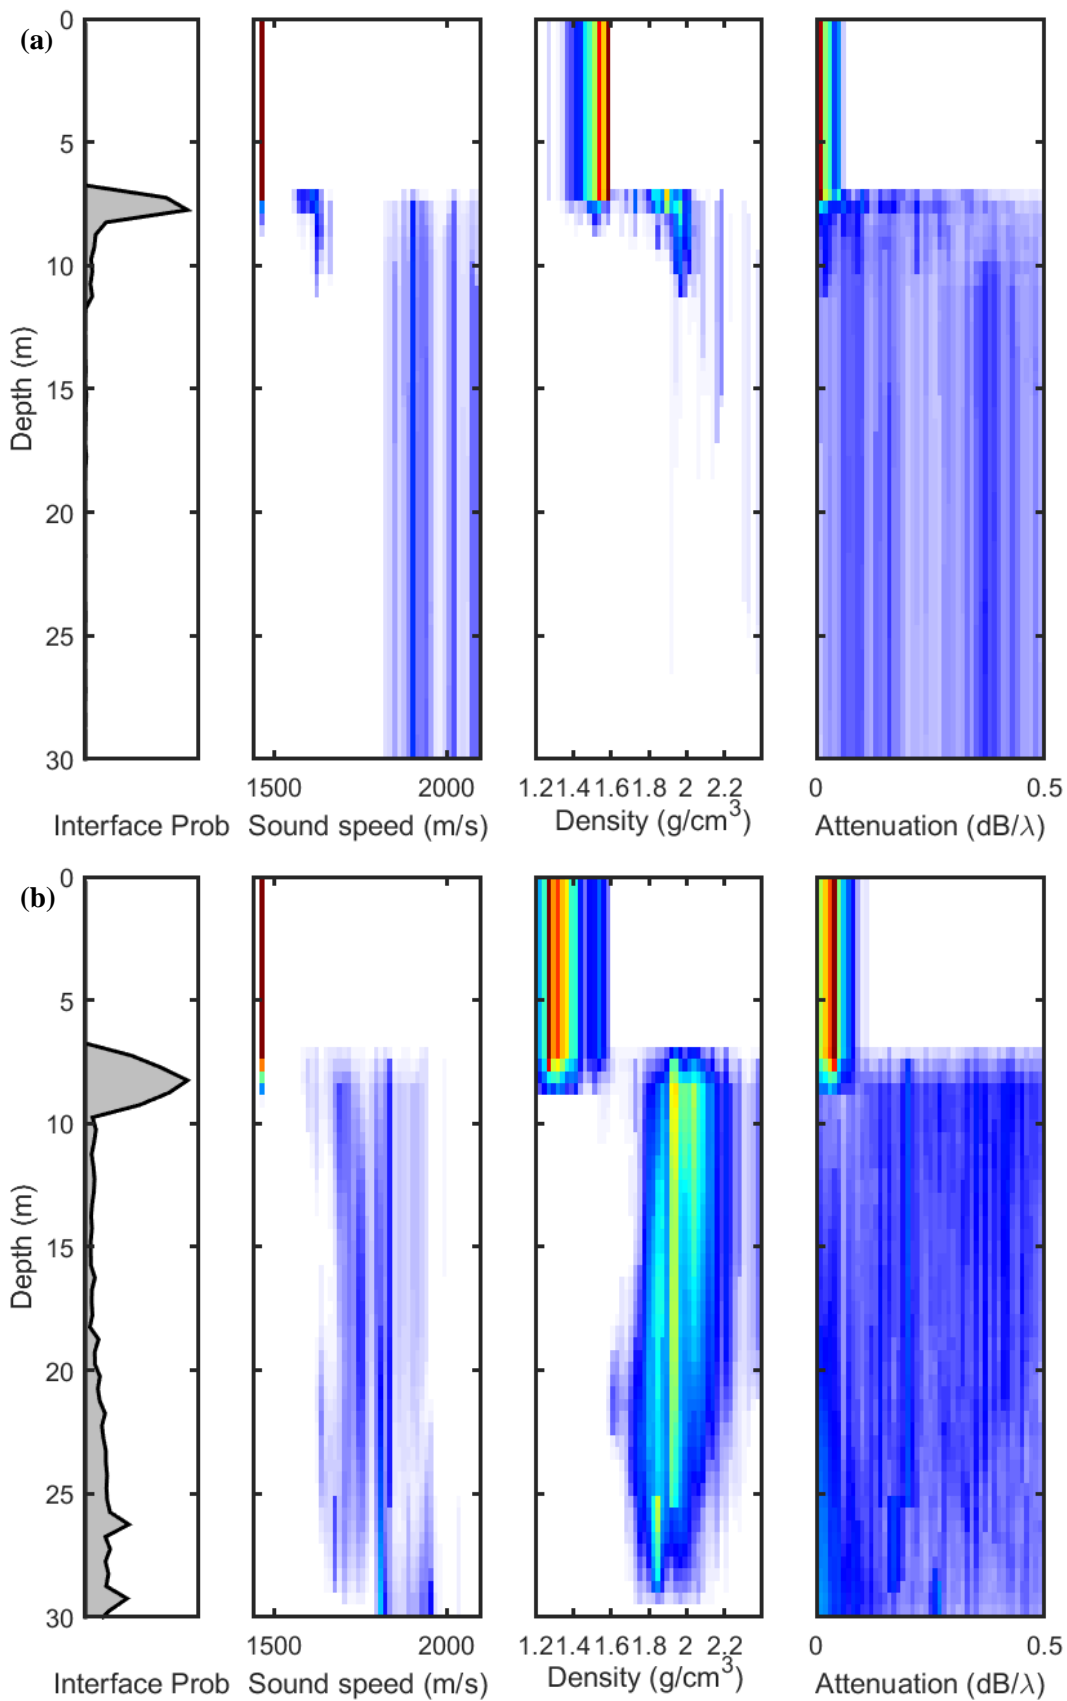 (a)
0
5
10
15
20
25
30
Depth (m)
1500 2000 1.2 1.4 1.6 1.8 2 2.2 0 0.5
Interface Prob Sound speed (m/s) Density (g/cm³) Attenuation (dB/λ)
(b)
0
5
10
15
20
25
30
Depth (m)
1500 2000 1.2 1.4 1.6 1.8 2 2.2 0 0.5
Interface Prob Sound speed (m/s) Density (g/cm³) Attenuation (dB/λ)